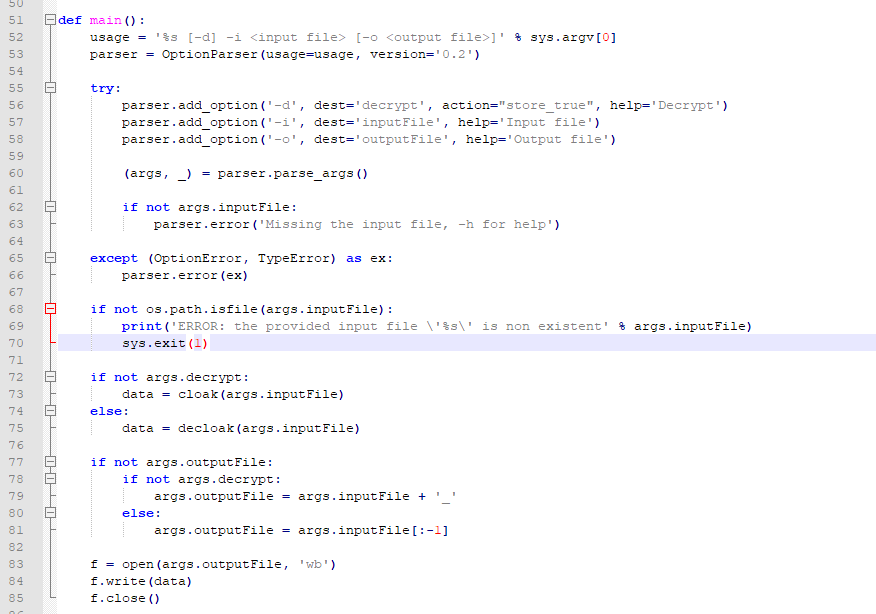 50
51 def main():
52     usage = '%s [-d] -i <input file> [-o <output file>]' % sys.argv[0]
53     parser = OptionParser(usage=usage, version='0.2')
54
55     try:
56         parser.add_option('-d', dest='decrypt', action="store_true", help='Decrypt')
57         parser.add_option('-i', dest='inputFile', help='Input file')
58         parser.add_option('-o', dest='outputFile', help='Output file')
59
60         (args, _) = parser.parse_args()
61
62         if not args.inputFile:
63             parser.error('Missing the input file, -h for help')
64
65     except (OptionError, TypeError) as ex:
66         parser.error(ex)
67
68     if not os.path.isfile(args.inputFile):
69         print('ERROR: the provided input file \'%s\' is non existent' % args.inputFile)
70         sys.exit(1)
71
72     if not args.decrypt:
73         data = cloak(args.inputFile)
74     else:
75         data = decloak(args.inputFile)
76
77     if not args.outputFile:
78         if not args.decrypt:
79             args.outputFile = args.inputFile + '_'
80         else:
81             args.outputFile = args.inputFile[:-1]
82
83     f = open(args.outputFile, 'wb')
84     f.write(data)
85     f.close()